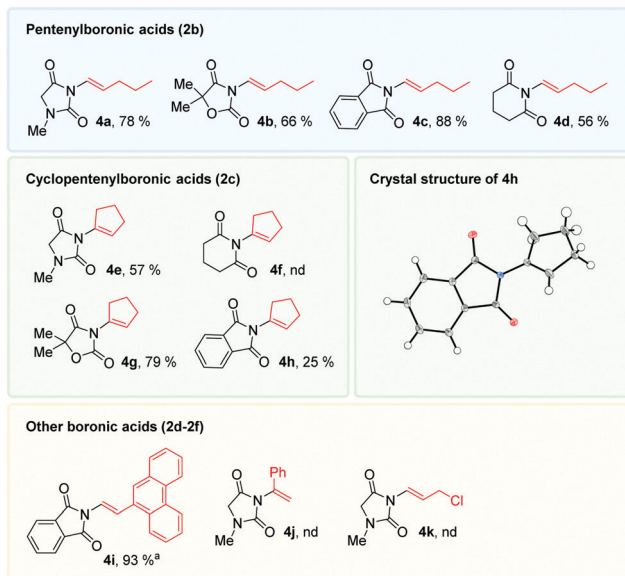 Pentenylboronic acids (2b)
O
N
N
O
Me
4a, 78 %
O
Me
Me
N
O
O
4b, 66 %
O
N
O
4c, 88 %
O
N
O
4d, 56 %
Cyclopentenylboronic acids (2c)
O
N
N
O
Me
4e, 57 %
O
N
O
4f, nd
O
Me
Me
N
O
O
4g, 79 %
O
N
O
4h, 25 %
Crystal structure of 4h
Other boronic acids (2d-2f)
O
N
O
4i, 93 %ᵃ
Ph
O
N
N
O
Me
4j, nd
O
N
N
O
Me
Cl
4k, nd